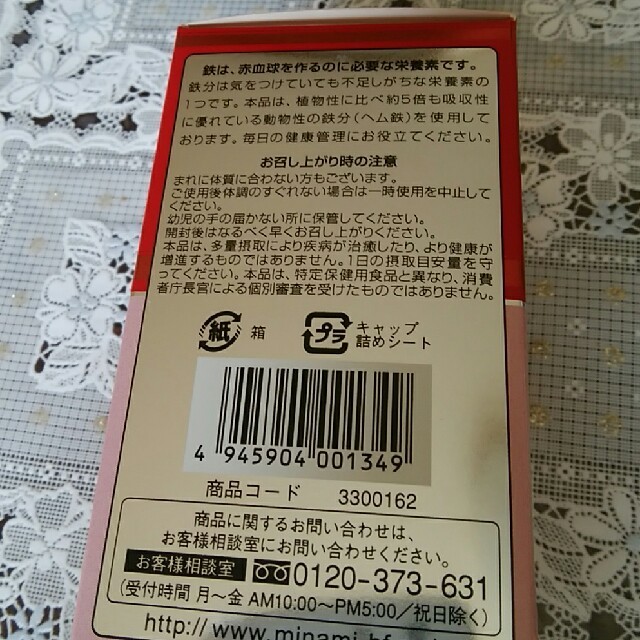 鉄は、赤血球を作るのに必要な栄養素です。
鉄分は気をつけていても不足しがちな栄養素の
1つです。本品は、植物性に比べ約5倍も吸収性
に優れている動物性の鉄分(ヘム鉄)を使用して
おります。毎日の健康管理にお役立てください。
お召し上がり時の注意
まれに体質に合わない方もございます。
ご使用後体調のすぐれない場合は一時使用を中止して
ください。
幼児の手の届かない所に保管してください。
開封後はなるべく早くお召し上がりください。
本品は、多量摂取により疾病が治癒したり、より健康が
増進するものではありません。1日の摂取目安量を守
ってください。本品は、特定保健用食品と異なり、消費
者庁長官による個別審査を受けたものではありません。
紙 箱 プラ キャップ
詰めシート
4 945904 001349
商品コード 3300162
商品に関するお問い合わせは、
お客様相談室にお問い合わせください。
お客様相談室 0120-373-631
(受付時間 月〜金 AM10:00〜PM5:00/祝日除く)
http://www.minami-hf